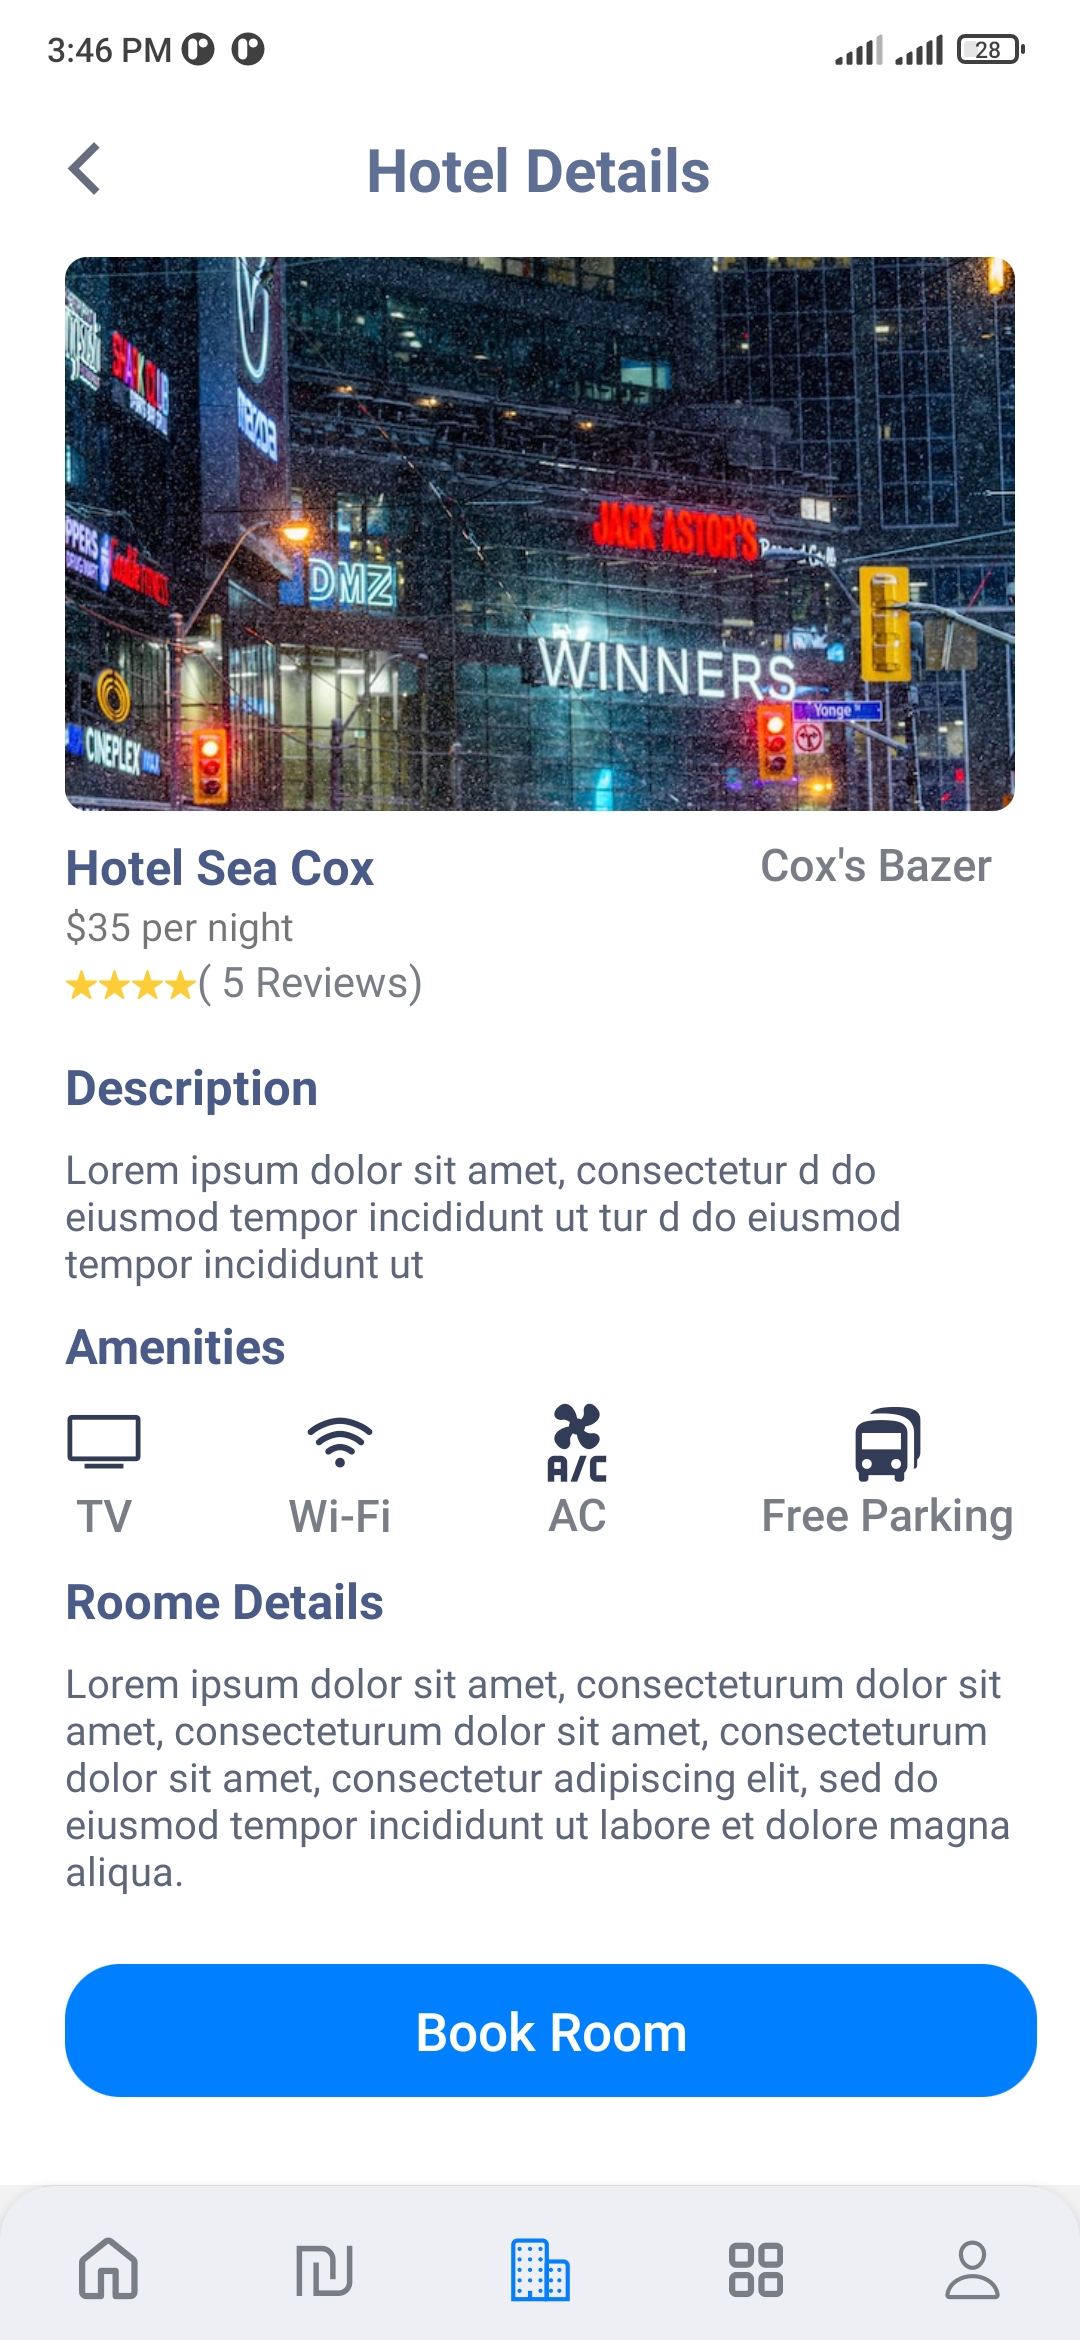 3:46 PM
28
Hotel Details
MAZDA
DMZ
JACK ASTOR'S
WINNERS
Yonge St
CINEPLEX
Hotel Sea Cox
Cox's Bazer
$35 per night
( 5 Reviews)
Description
Lorem ipsum dolor sit amet, consectetur d do
eiusmod tempor incididunt ut tur d do eiusmod
tempor incididunt ut
Amenities
A/C
TV
Wi-Fi
AC
Free Parking
Roome Details
Lorem ipsum dolor sit amet, consecteturum dolor sit
amet, consecteturum dolor sit amet, consecteturum
dolor sit amet, consectetur adipiscing elit, sed do
eiusmod tempor incididunt ut labore et dolore magna
aliqua.
Book Room